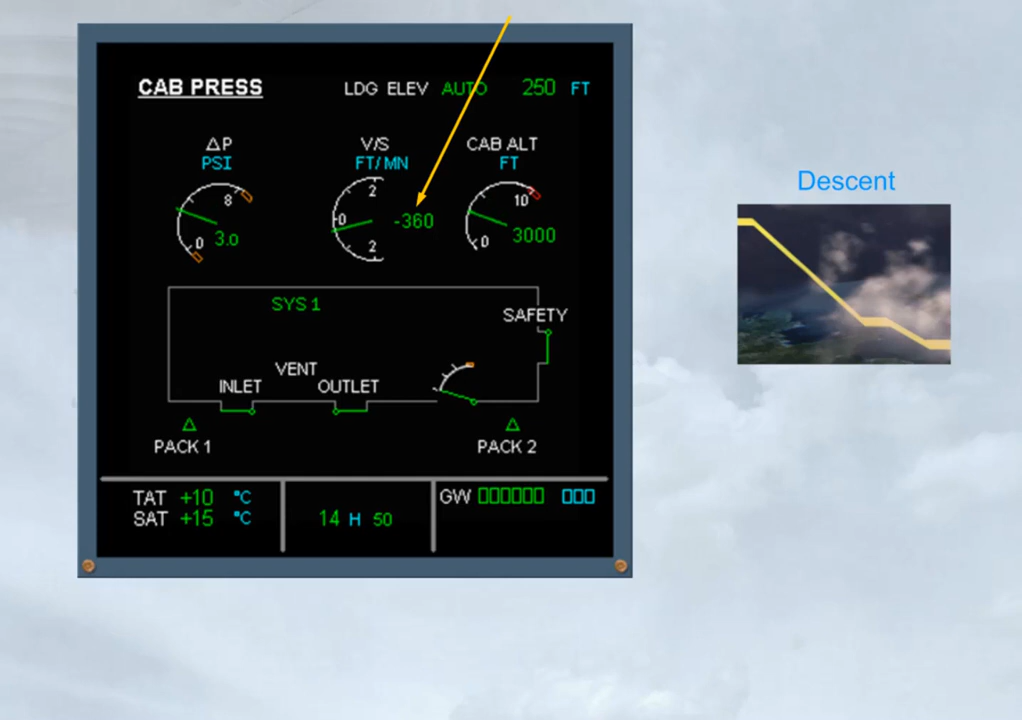 CAB PRESS LDG ELEV AUTO 250 FT
ΔP V/S CAB ALT
PSI FT/MN FT
8 2 10
0 3.0 0 -360 0 3000
2
Descent
SYS 1
SAFETY
VENT
INLET OUTLET
PACK 1 PACK 2
TAT +10 °C GW
SAT +15 °C 14 H 50